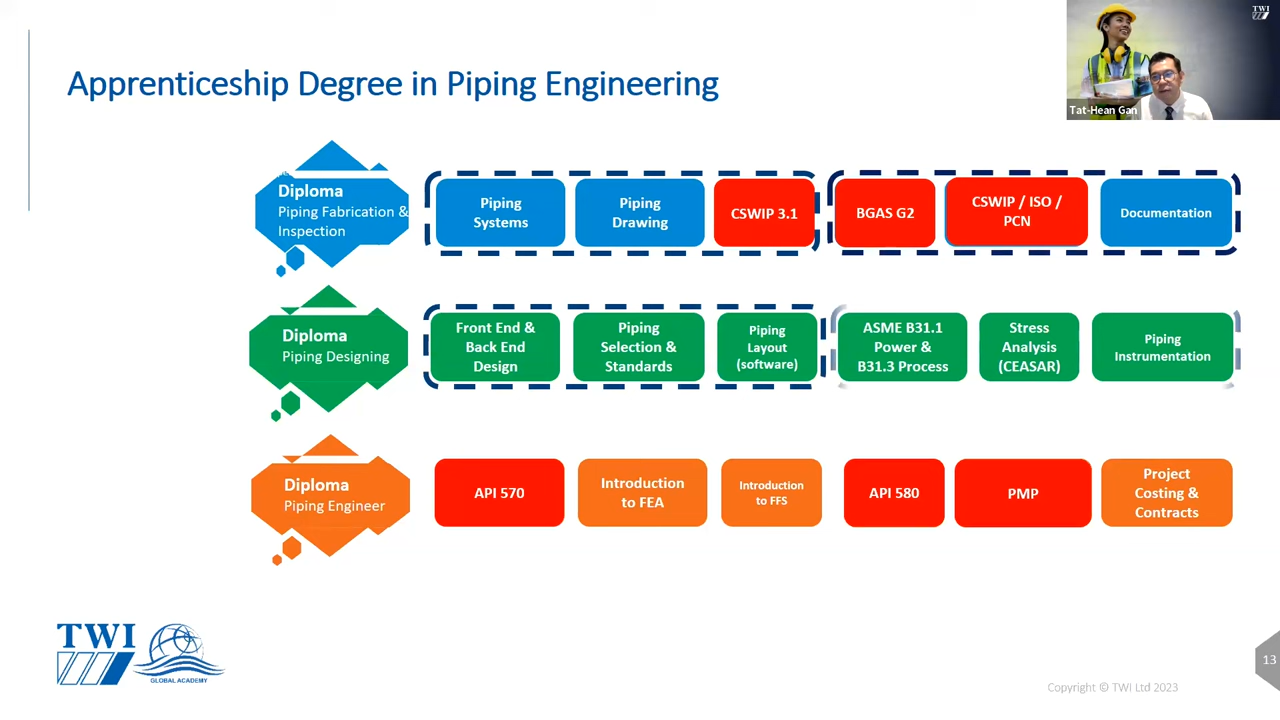 Apprenticeship Degree in Piping Engineering
TWI
Tat-Hean Gan
Diploma
Piping Fabrication &
Inspection
Piping
Systems
Piping
Drawing
CSWIP 3.1
BGAS G2
CSWIP / ISO /
PCN
Documentation
Diploma
Piping Designing
Front End &
Back End
Design
Piping
Selection &
Standards
Piping
Layout
(software)
ASME B31.1
Power &
B31.3 Process
Stress
Analysis
(CEASAR)
Piping
Instrumentation
Diploma
Piping Engineer
API 570
Introduction
to FEA
Introduction
to FFS
API 580
PMP
Project
Costing &
Contracts
TWI
GLOBAL ACADEMY
13
Copyright © TWI Ltd 2023